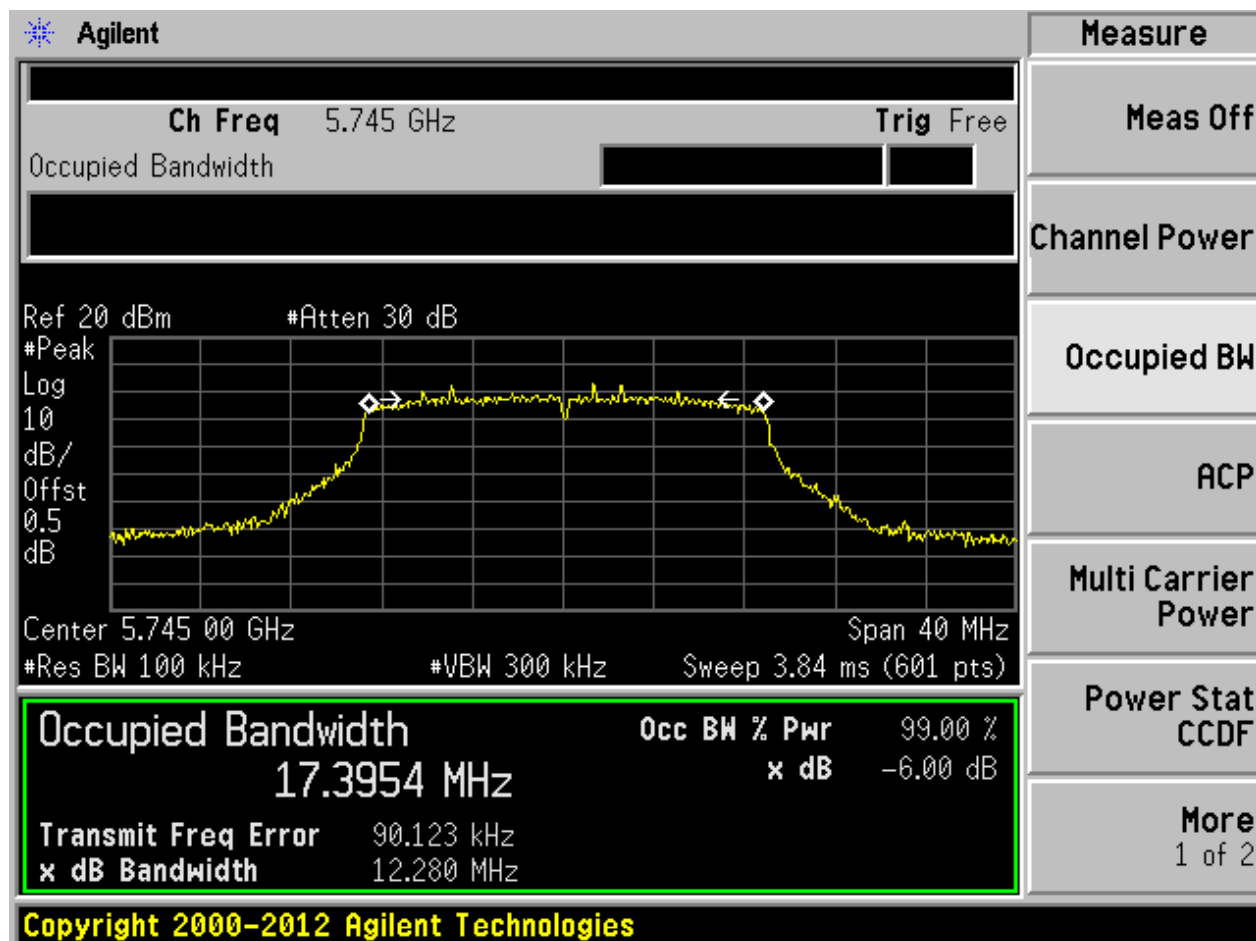 Agilent
Measure
Ch Freq 5.745 GHz Trig Free
Occupied Bandwidth
Meas Off
Channel Power
Occupied BW
ACP
Multi Carrier
Power
Power Stat
CCDF
More
1 of 2
Ref 20 dBm #Atten 30 dB
#Peak
Log
10
dB/
Offst
0.5
dB
Center 5.745 00 GHz Span 40 MHz
#Res BW 100 kHz #VBW 300 kHz Sweep 3.84 ms (601 pts)
Occupied Bandwidth Occ BW % Pwr 99.00 %
17.3954 MHz x dB -6.00 dB
Transmit Freq Error 90.123 kHz
x dB Bandwidth 12.280 MHz
Copyright 2000-2012 Agilent Technologies